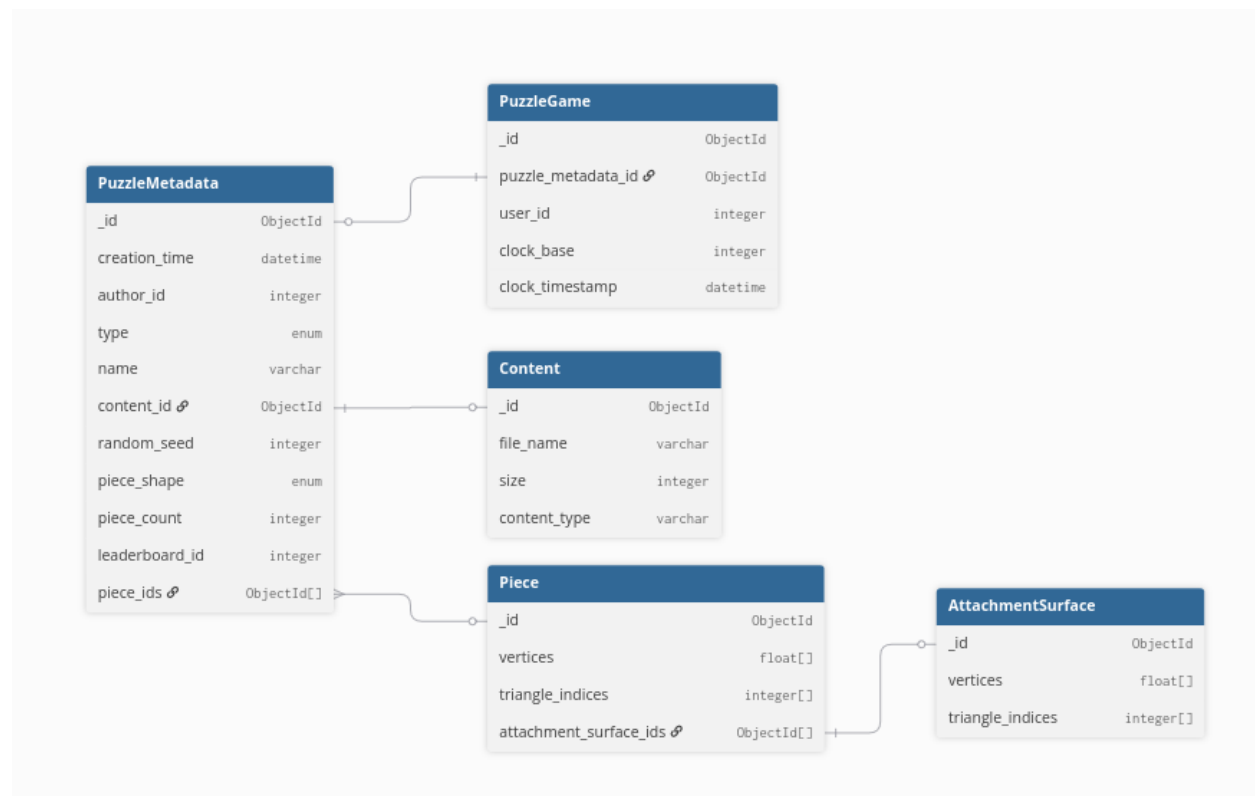 PuzzleGame
_id ObjectId
puzzle_metadata_id ObjectId
user_id integer
clock_base integer
clock_timestamp datetime
PuzzleMetadata
_id ObjectId
creation_time datetime
author_id integer
type enum
name varchar
content_id ObjectId
random_seed integer
piece_shape enum
piece_count integer
leaderboard_id integer
piece_ids ObjectId[]
Content
_id ObjectId
file_name varchar
size integer
content_type varchar
Piece
_id ObjectId
vertices float[]
triangle_indices integer[]
attachment_surface_ids ObjectId[]
AttachmentSurface
_id ObjectId
vertices float[]
triangle_indices integer[]